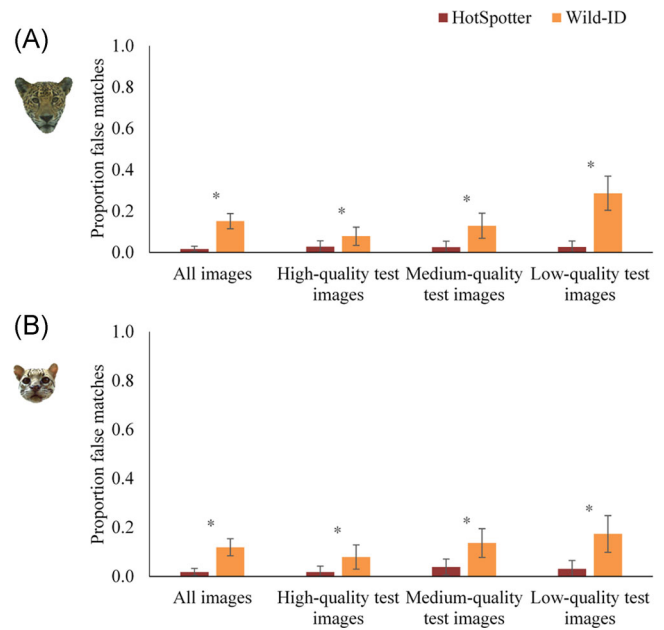 HotSpotter Wild-ID
(A)
Proportion false matches
1.0
0.8
0.6
0.4
0.2
0.0
*
*
*
*
All images High-quality test Medium-quality Low-quality test
images test images images
(B)
Proportion false matches
1.0
0.8
0.6
0.4
0.2
0.0
*
*
*
*
All images High-quality test Medium-quality Low-quality test
images test images images